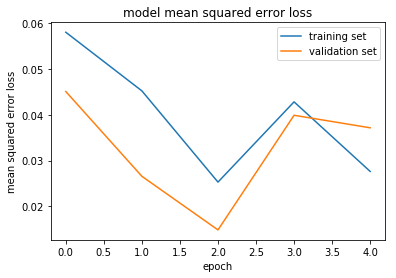 model mean squared error loss
training set
validation set
mean squared error loss
0.06
0.05
0.04
0.03
0.02
0.0 0.5 1.0 1.5 2.0 2.5 3.0 3.5 4.0
epoch